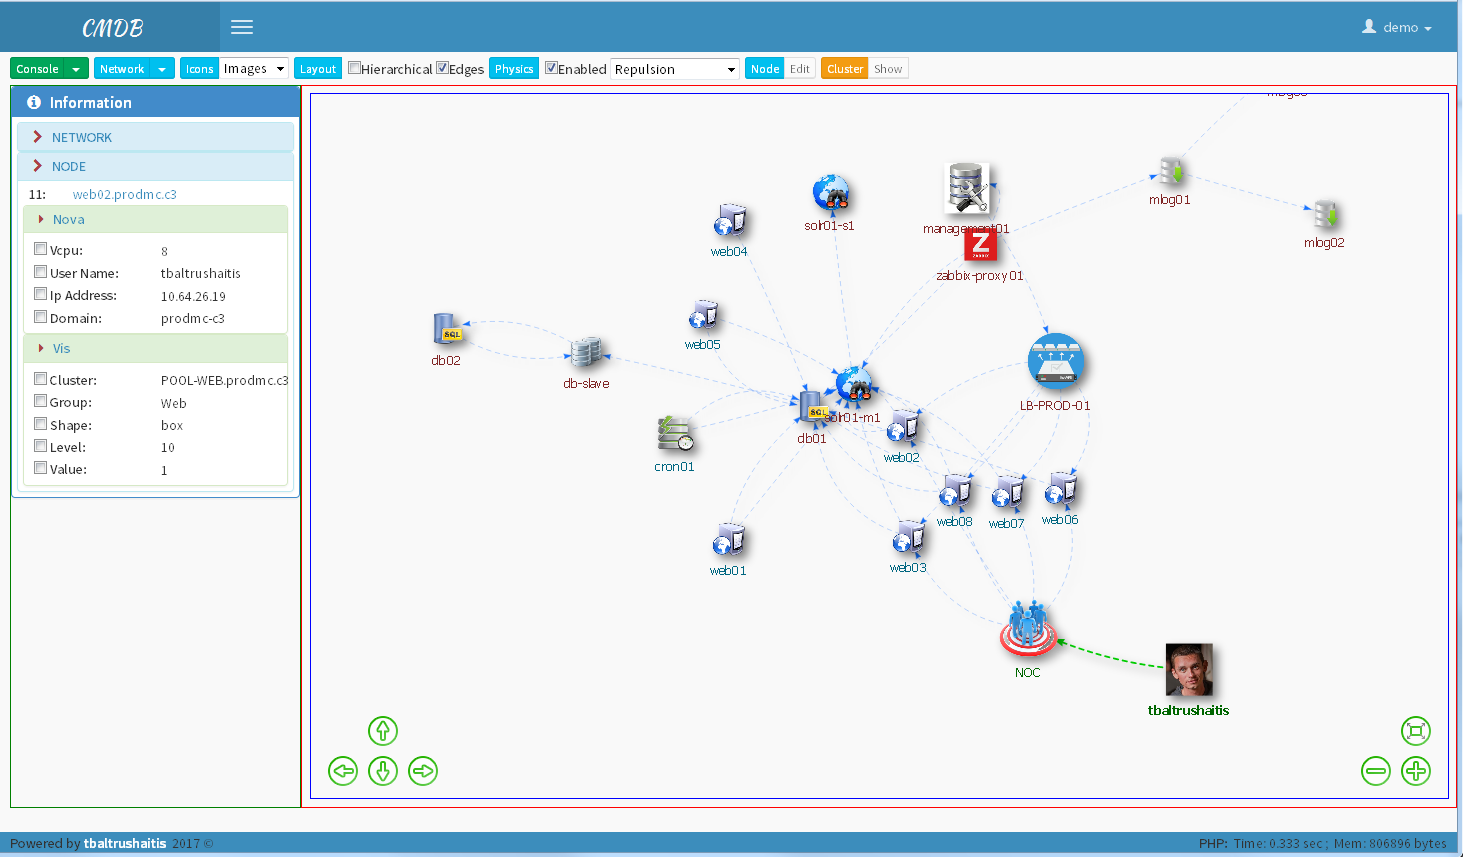 CMDB
demo
Console Network Icons Images Layout Hierarchical Edges Physics Enabled Repulsion Node Edit Cluster Show
Information
NETWORK
NODE
11: web02.prodmc.c3
Nova
Vcpu: 8
User Name: tbaltrushaitis
Ip Address: 10.64.26.19
Domain: prodmc-c3
Vis
Cluster: POOL-WEB.prodmc.c3
Group: Web
Shape: box
Level: 10
Value: 1
mlog01
mlog02
solr01-s1
management01
web04
Z
ZABBIX
zabbix-proxy01
web05
SQL
db02
db-slave
LB-PROD-01
SQL
solr01-m1
db01
web02
cron01
web08
web07
web06
web01
web03
NOC
tbaltrushaitis
Powered by tbaltrushaitis 2017 ©
PHP: Time: 0.333 sec ; Mem: 806896 bytes